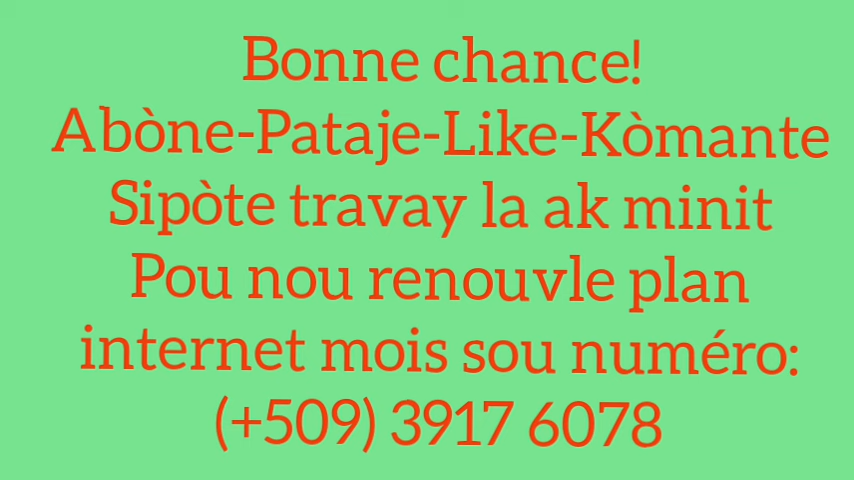 Bonne chance!
Abòne-Pataje-Like-Kòmante
Sipòte travay la ak minit
Pou nou renouvle plan
internet mois sou numéro:
(+509) 3917 6078